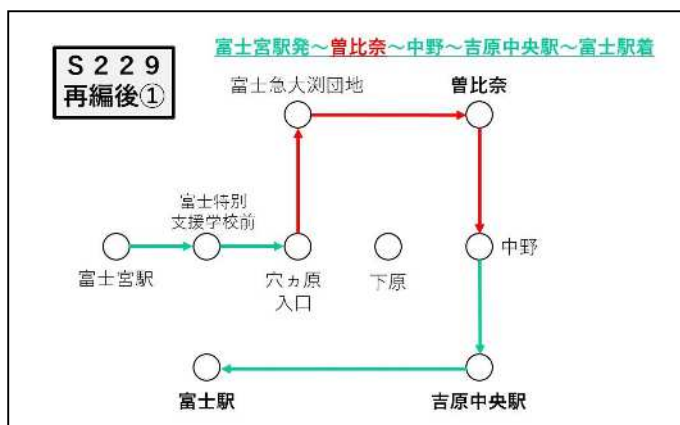 S229
再編後①
富士宮駅発～曽比奈～中野～吉原中央駅～富士駅着
富士急大渕団地
曽比奈
富士特別
支援学校前
富士宮駅
穴ヵ原
入口
下原
中野
富士駅
吉原中央駅